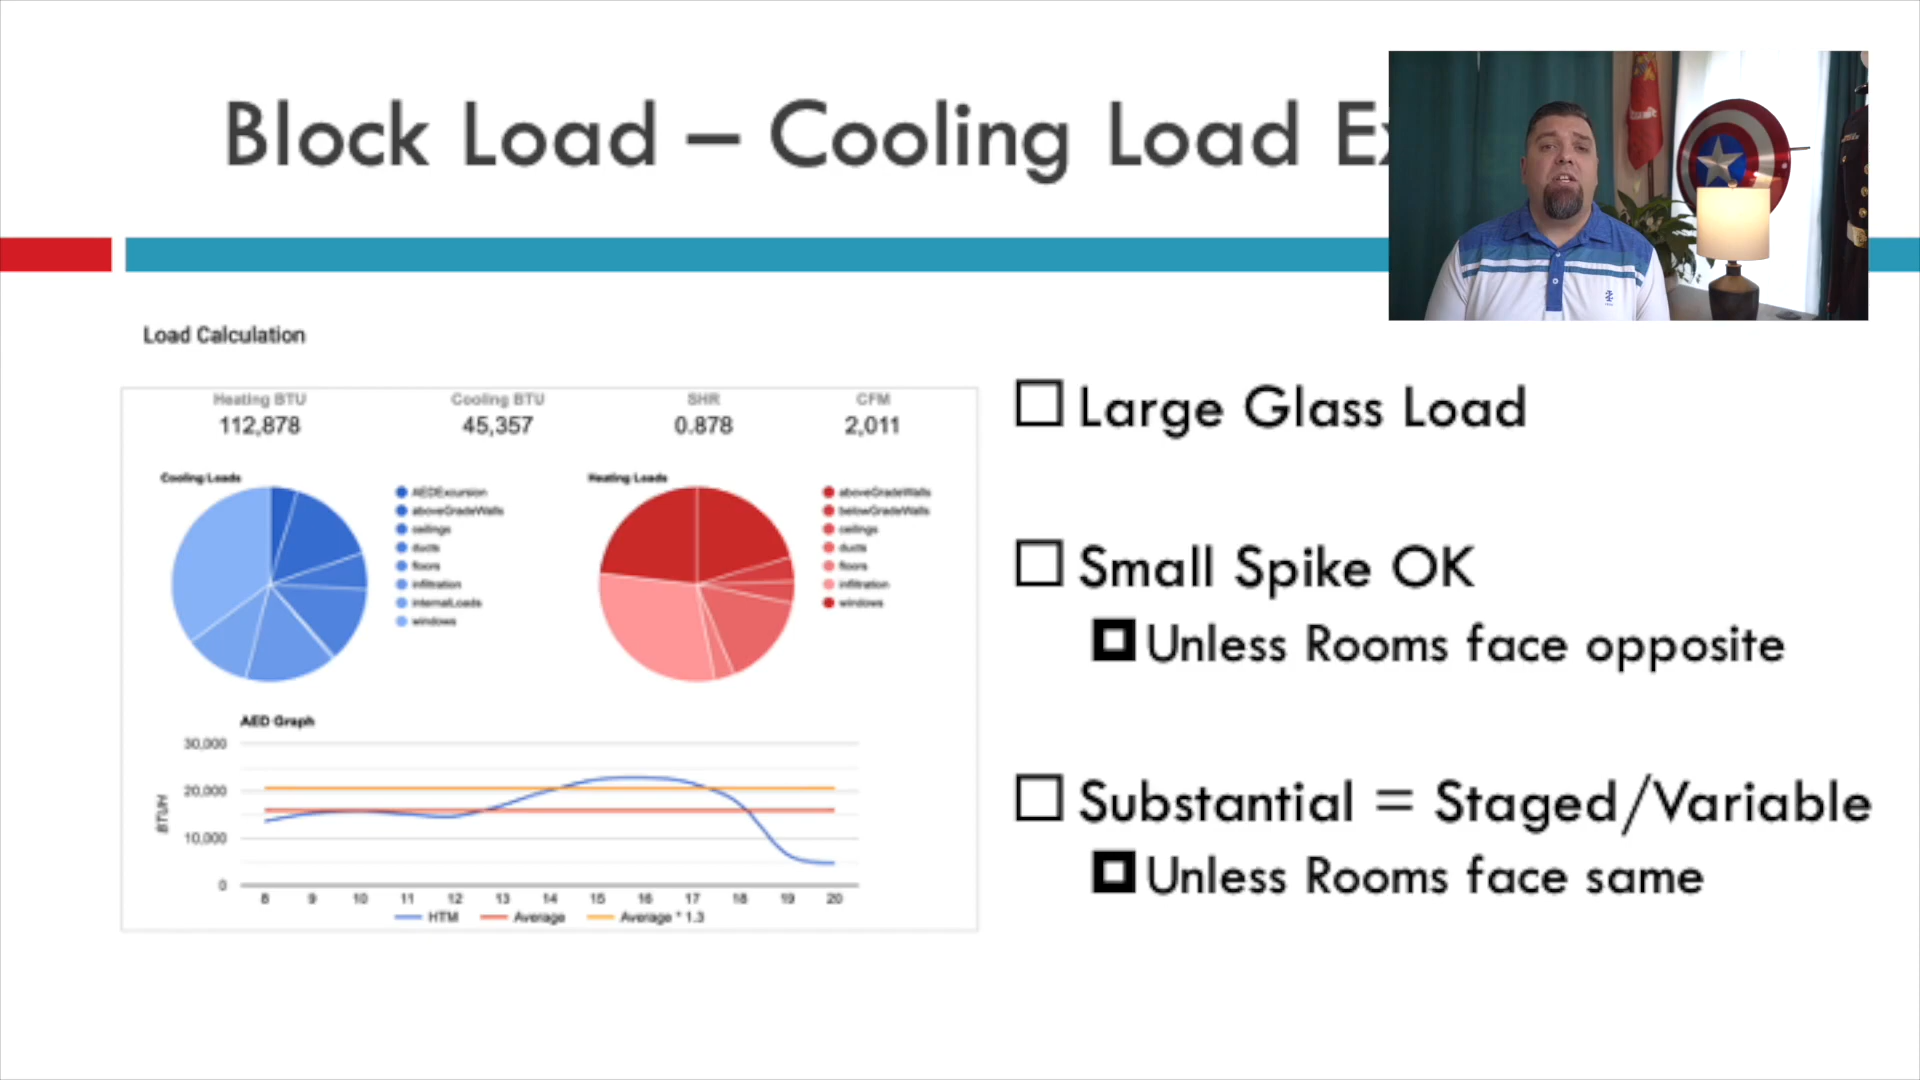 Block Load – Cooling Load Ex
Load Calculation
Heating BTU
Cooling BTU
SHR
CFM
112,878
45,357
0.878
2,011
Cooling Loads
AEDExcursion
aboveGradeWalls
ceilings
ducts
floors
infiltration
internalLoads
windows
Heating Loads
aboveGradeWalls
belowGradeWalls
ceilings
ducts
floors
infiltration
windows
AED Graph
30,000
20,000
10,000
0
BTUH
8 9 10 11 12 13 14 15 16 17 18 19 20
HTM Average Average * 1.3
Large Glass Load
Small Spike OK
Unless Rooms face opposite
Substantial = Staged/Variable
Unless Rooms face same